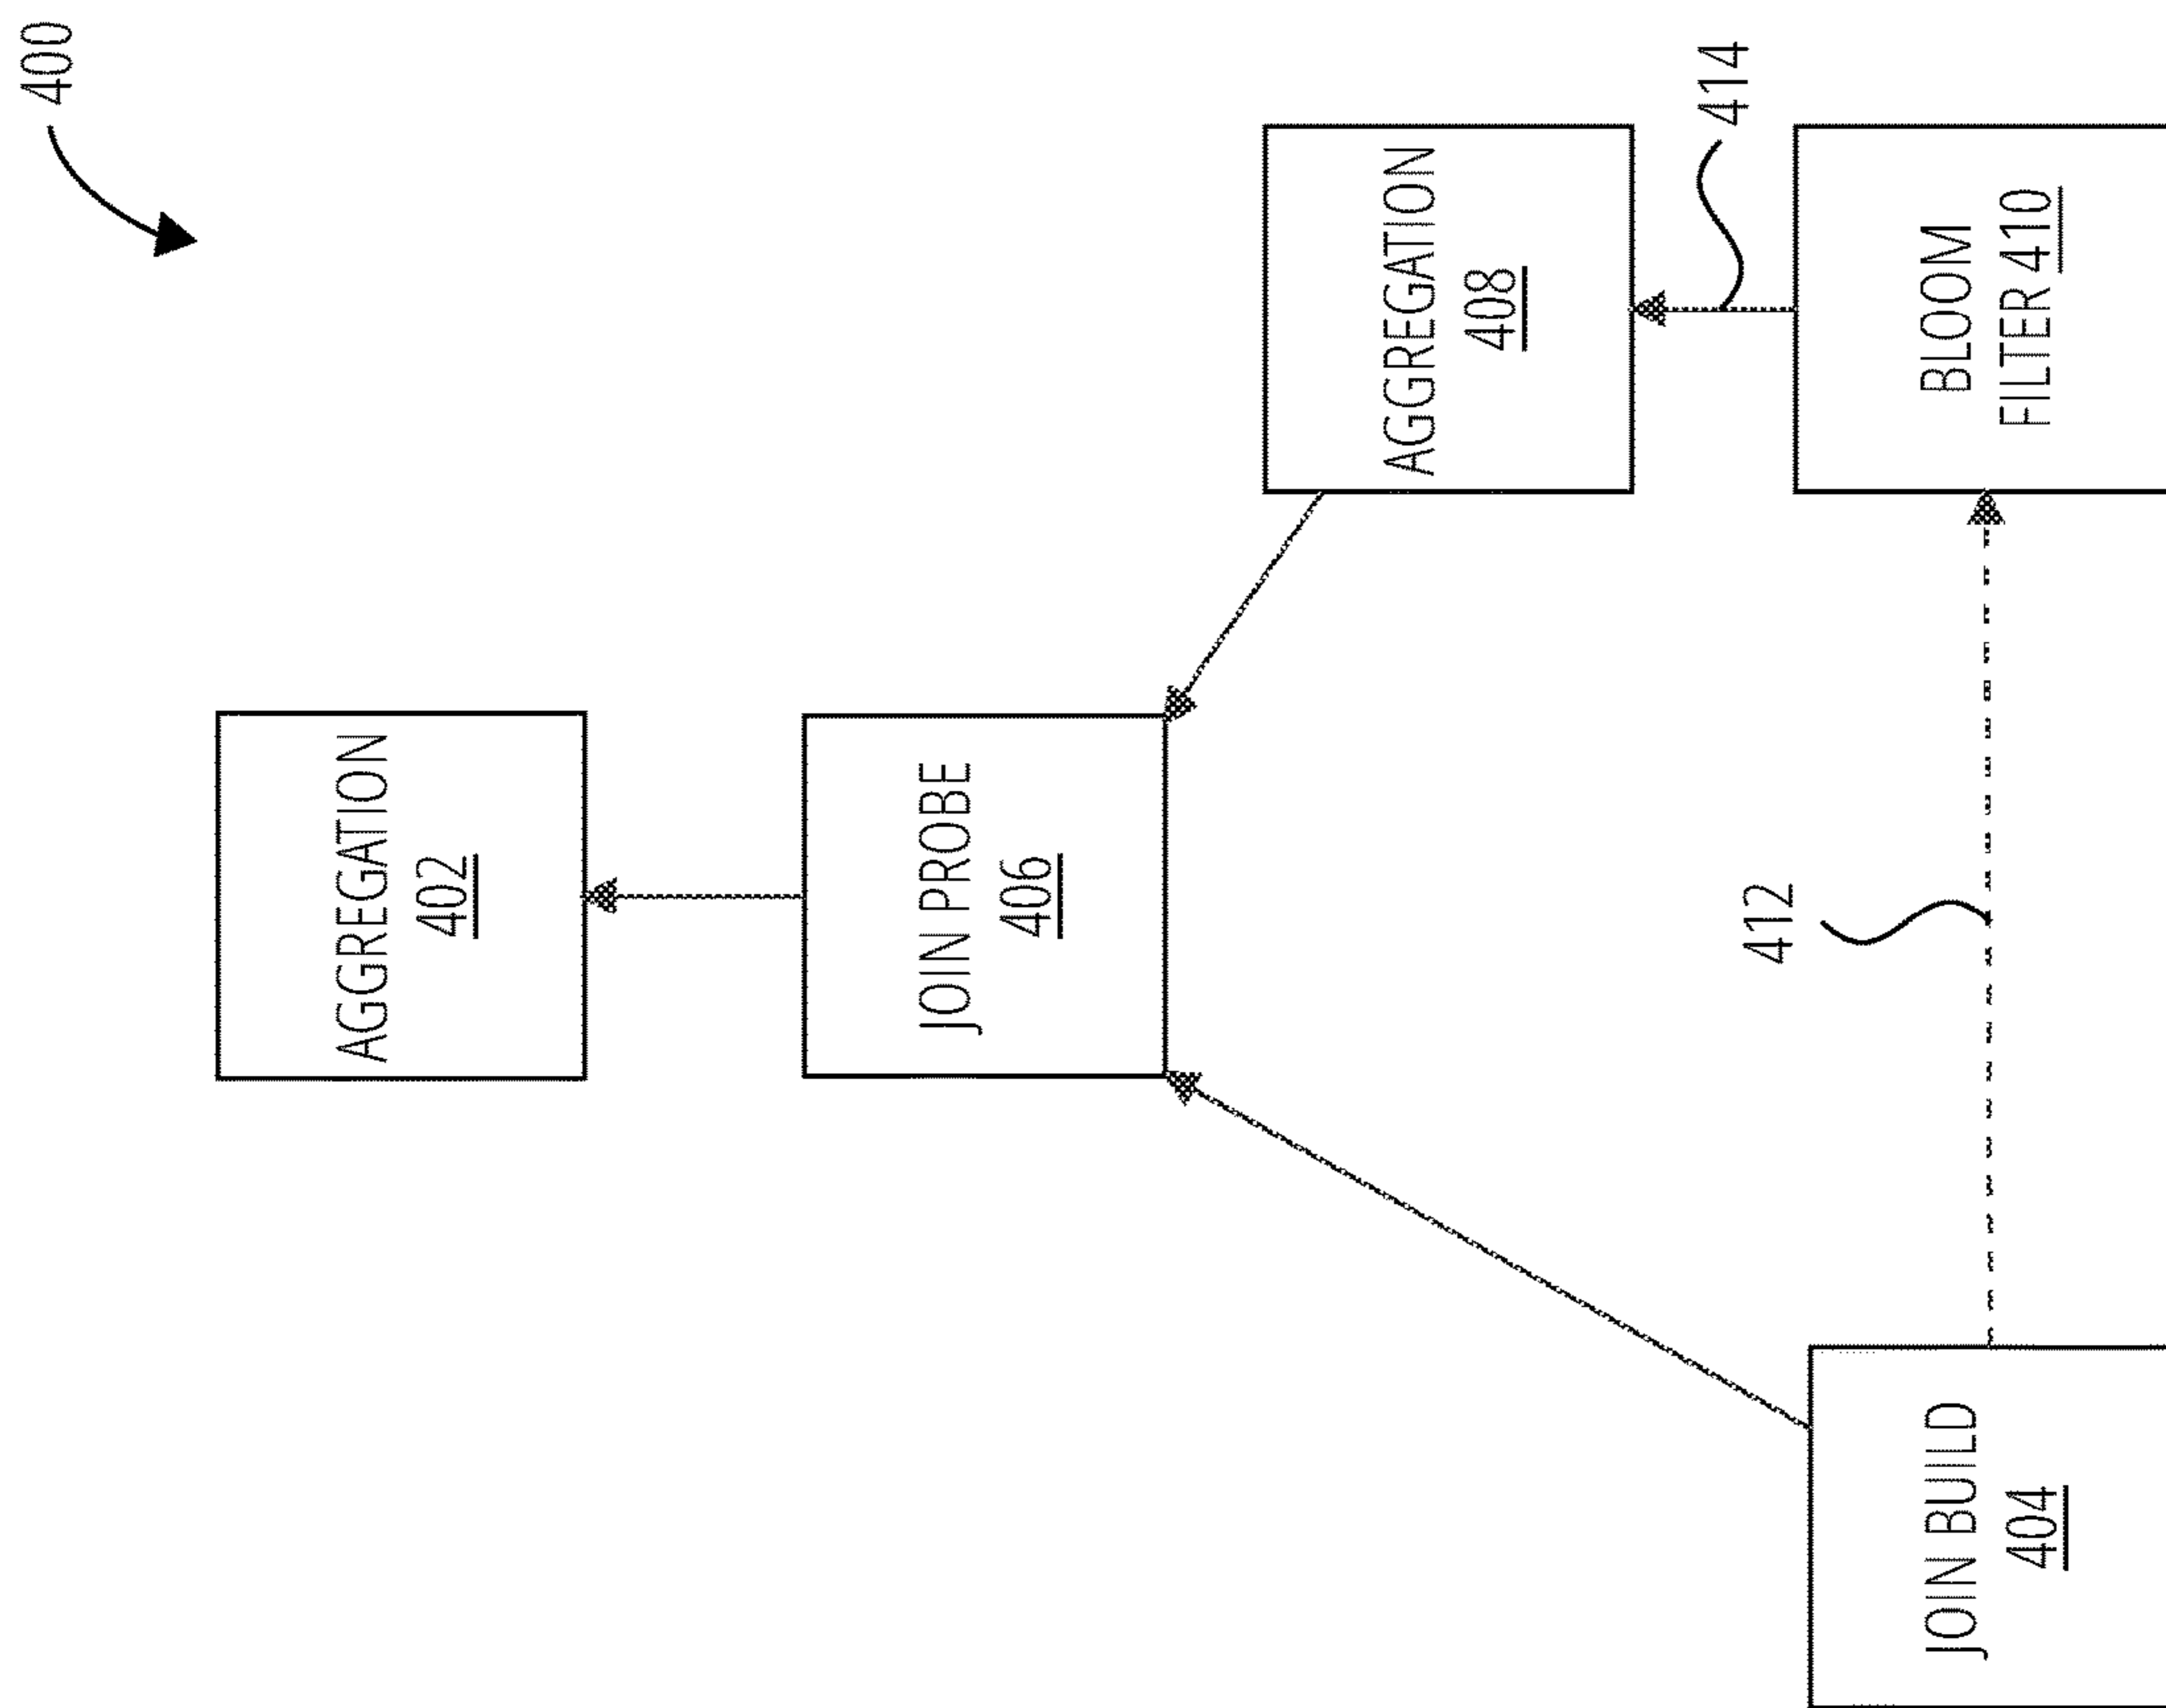 400
AGGREGATION
402
JOIN PROBE
406
AGGREGATION
408
414
412
JOIN BUILD
404
BLOOM
FILTER 410